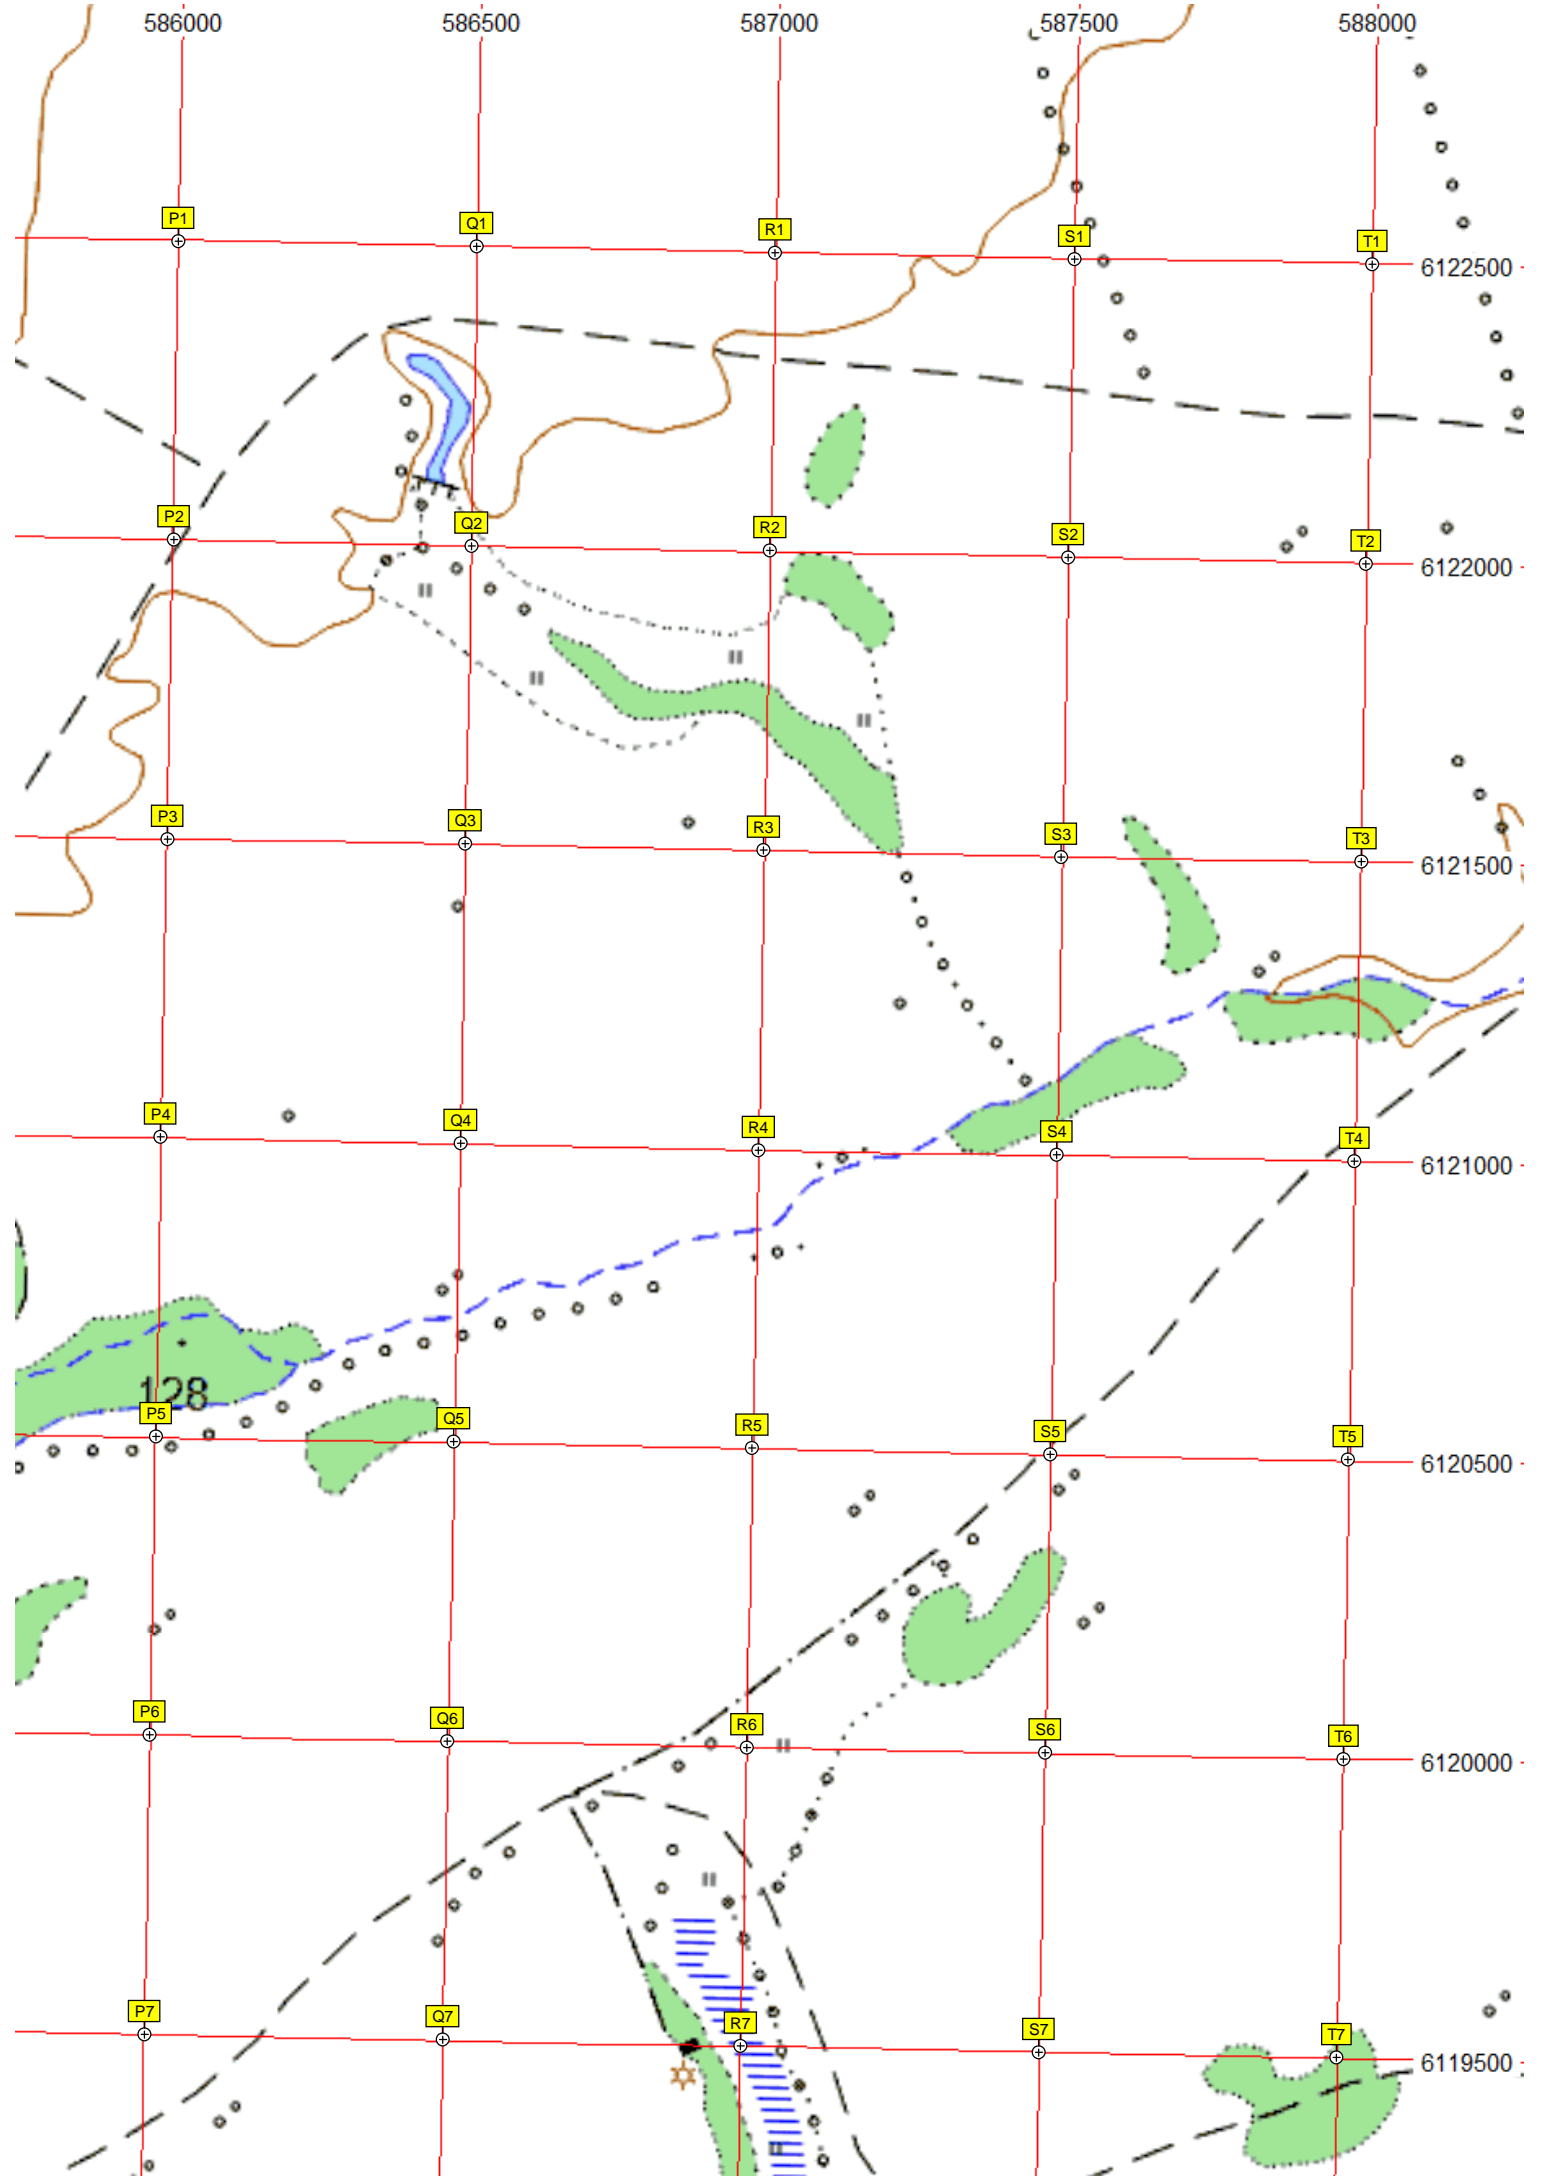 586000 586500 587000 587500 588000
P1 Q1 R1 S1 T1
6122500
P2 Q2 R2 S2 T2
6122000
P3 Q3 R3 S3 T3
6121500
P4 Q4 R4 S4 T4
6121000
128
P5 Q5 R5 S5 T5
6120500
P6 Q6 R6 S6 T6
6120000
P7 Q7 R7 S7 T7
6119500